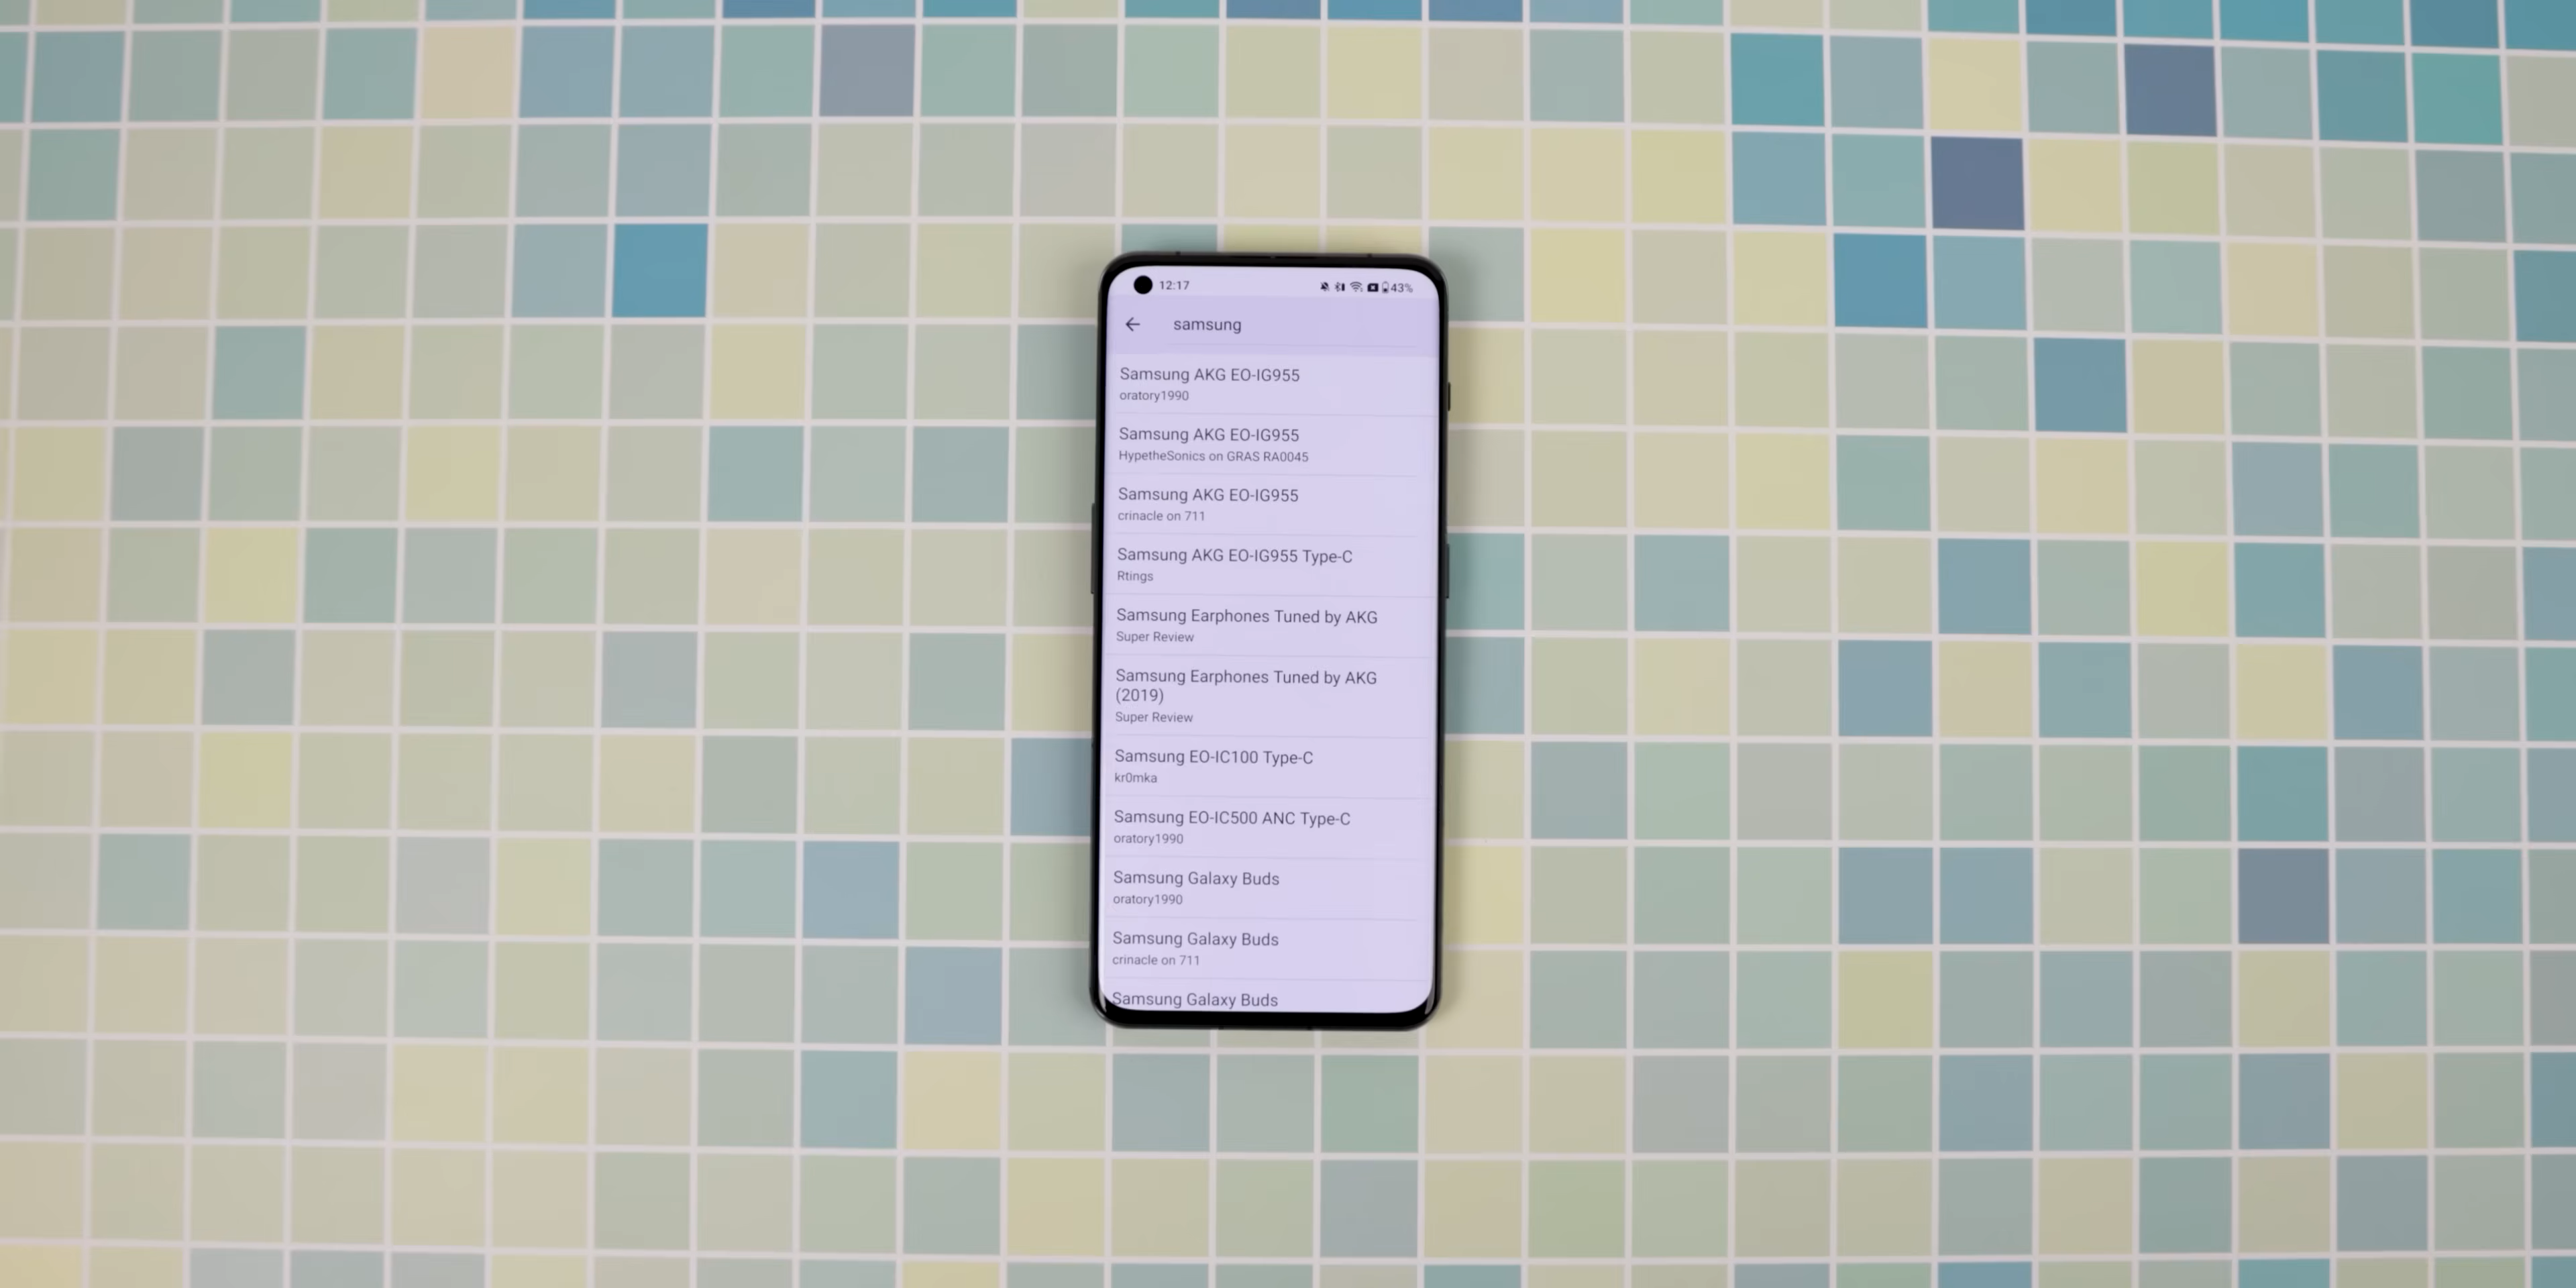 12:17
43%
samsung
Samsung AKG EO-IG955
oratory1990
Samsung AKG EO-IG955
HypetheSonics on GRAS RA0045
Samsung AKG EO-IG955
crinacle on 711
Samsung AKG EO-IG955 Type-C
Rtings
Samsung Earphones Tuned by AKG
Super Review
Samsung Earphones Tuned by AKG
(2019)
Super Review
Samsung EO-IC100 Type-C
kr0mka
Samsung EO-IC500 ANC Type-C
oratory1990
Samsung Galaxy Buds
oratory1990
Samsung Galaxy Buds
crinacle on 711
Samsung Galaxy Buds